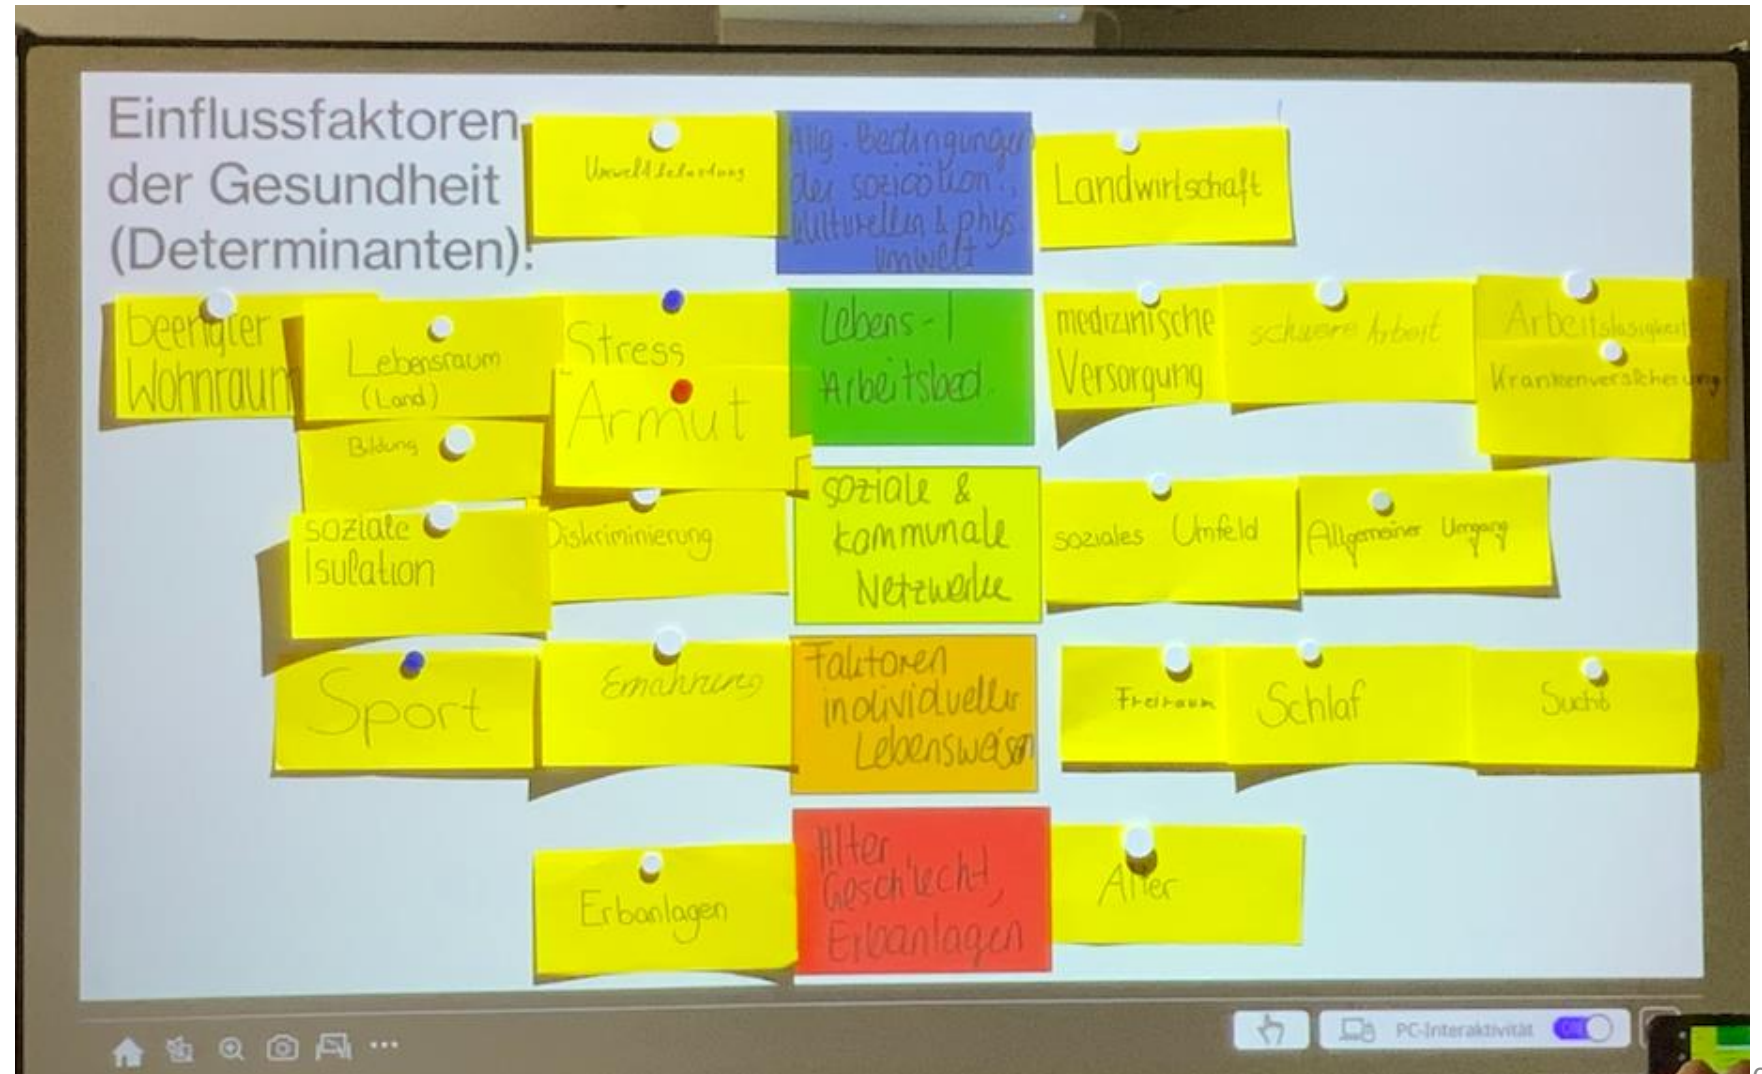 Einflussfaktoren
der Gesundheit
(Determinanten):
Umweltbelastung
Allg. Bedingungen
der sozioökon.,
kultureller & phys
Umwelt
Landwirtschaft
beengter
Wohnraum
Lebensraum
(Land)
Stress
Armut
Bildung
Lebens-/
Arbeitsbed.
medizinische
Versorgung
schwere Arbeit
Arbeitslosigkeit
Krankenversicherung
soziale
Isolation
Diskriminierung
soziale &
kommunale
Netzwerke
soziales Umfeld
Allgemeiner Umgang
Sport
Ernährung
Faktoren
individueller
Lebensweisen
Freiraum
Schlaf
Sucht
Erbanlagen
Alter
Geschlecht,
Erbanlagen
Alter
PC-Interaktivität